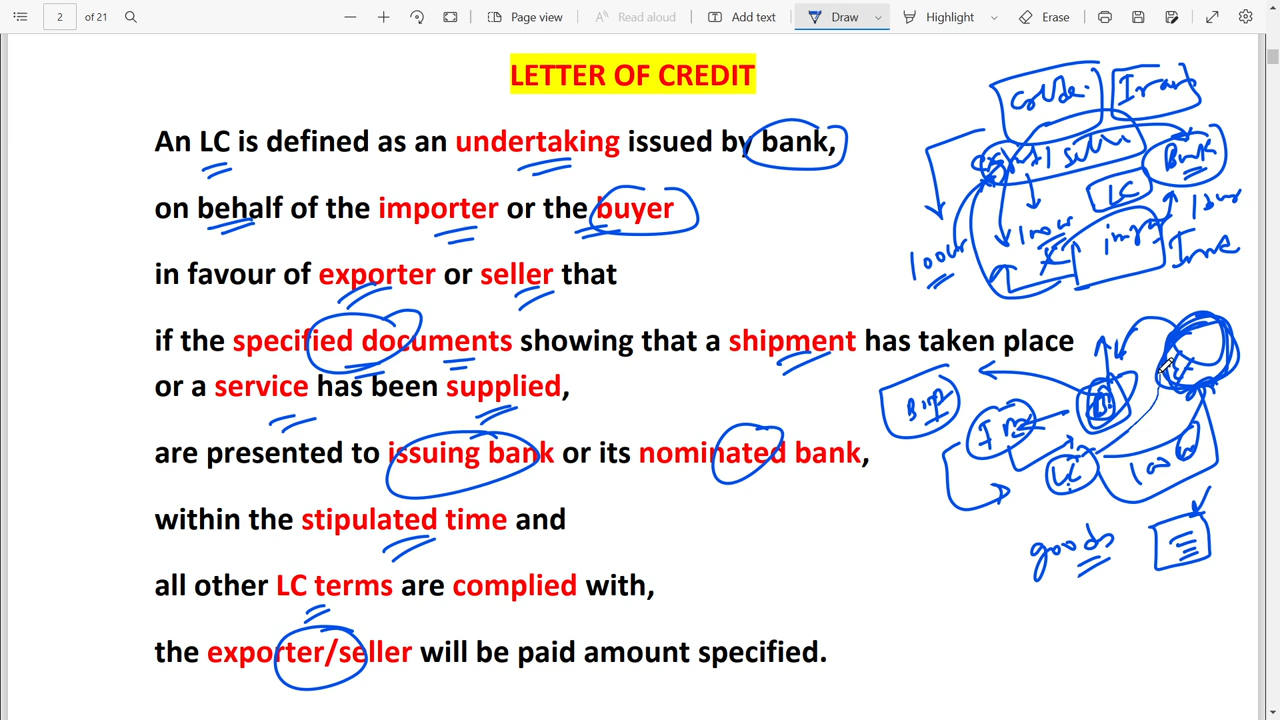 2 of 21
Page view
Read aloud
Add text
Draw
Highlight
Erase
LETTER OF CREDIT
An LC is defined as an undertaking issued by bank,
on behalf of the importer or the buyer
in favour of exporter or seller that
if the specified documents showing that a shipment has taken place
or a service has been supplied,
are presented to issuing bank or its nominated bank,
within the stipulated time and
all other LC terms are complied with,
the exporter/seller will be paid amount specified.
Bank
LC
LC
goods